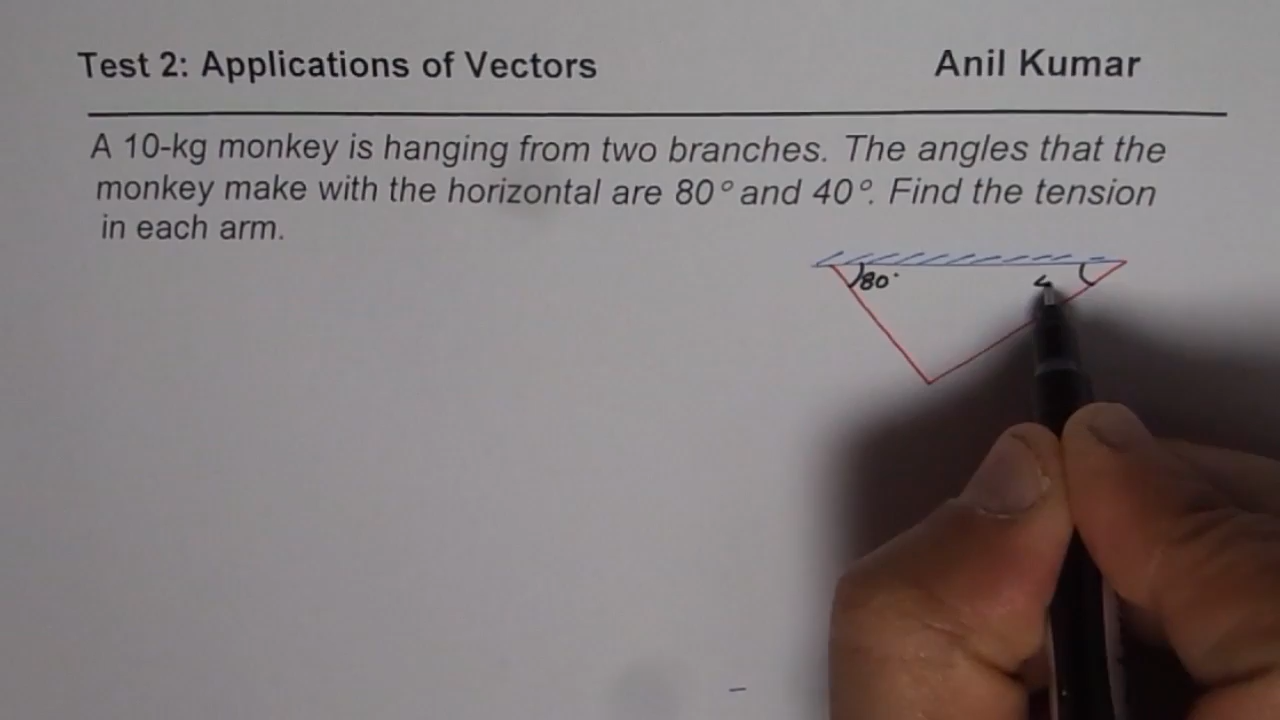 Test 2: Applications of Vectors Anil Kumar
A 10-kg monkey is hanging from two branches. The angles that the
monkey make with the horizontal are 80° and 40°. Find the tension
in each arm.
80°